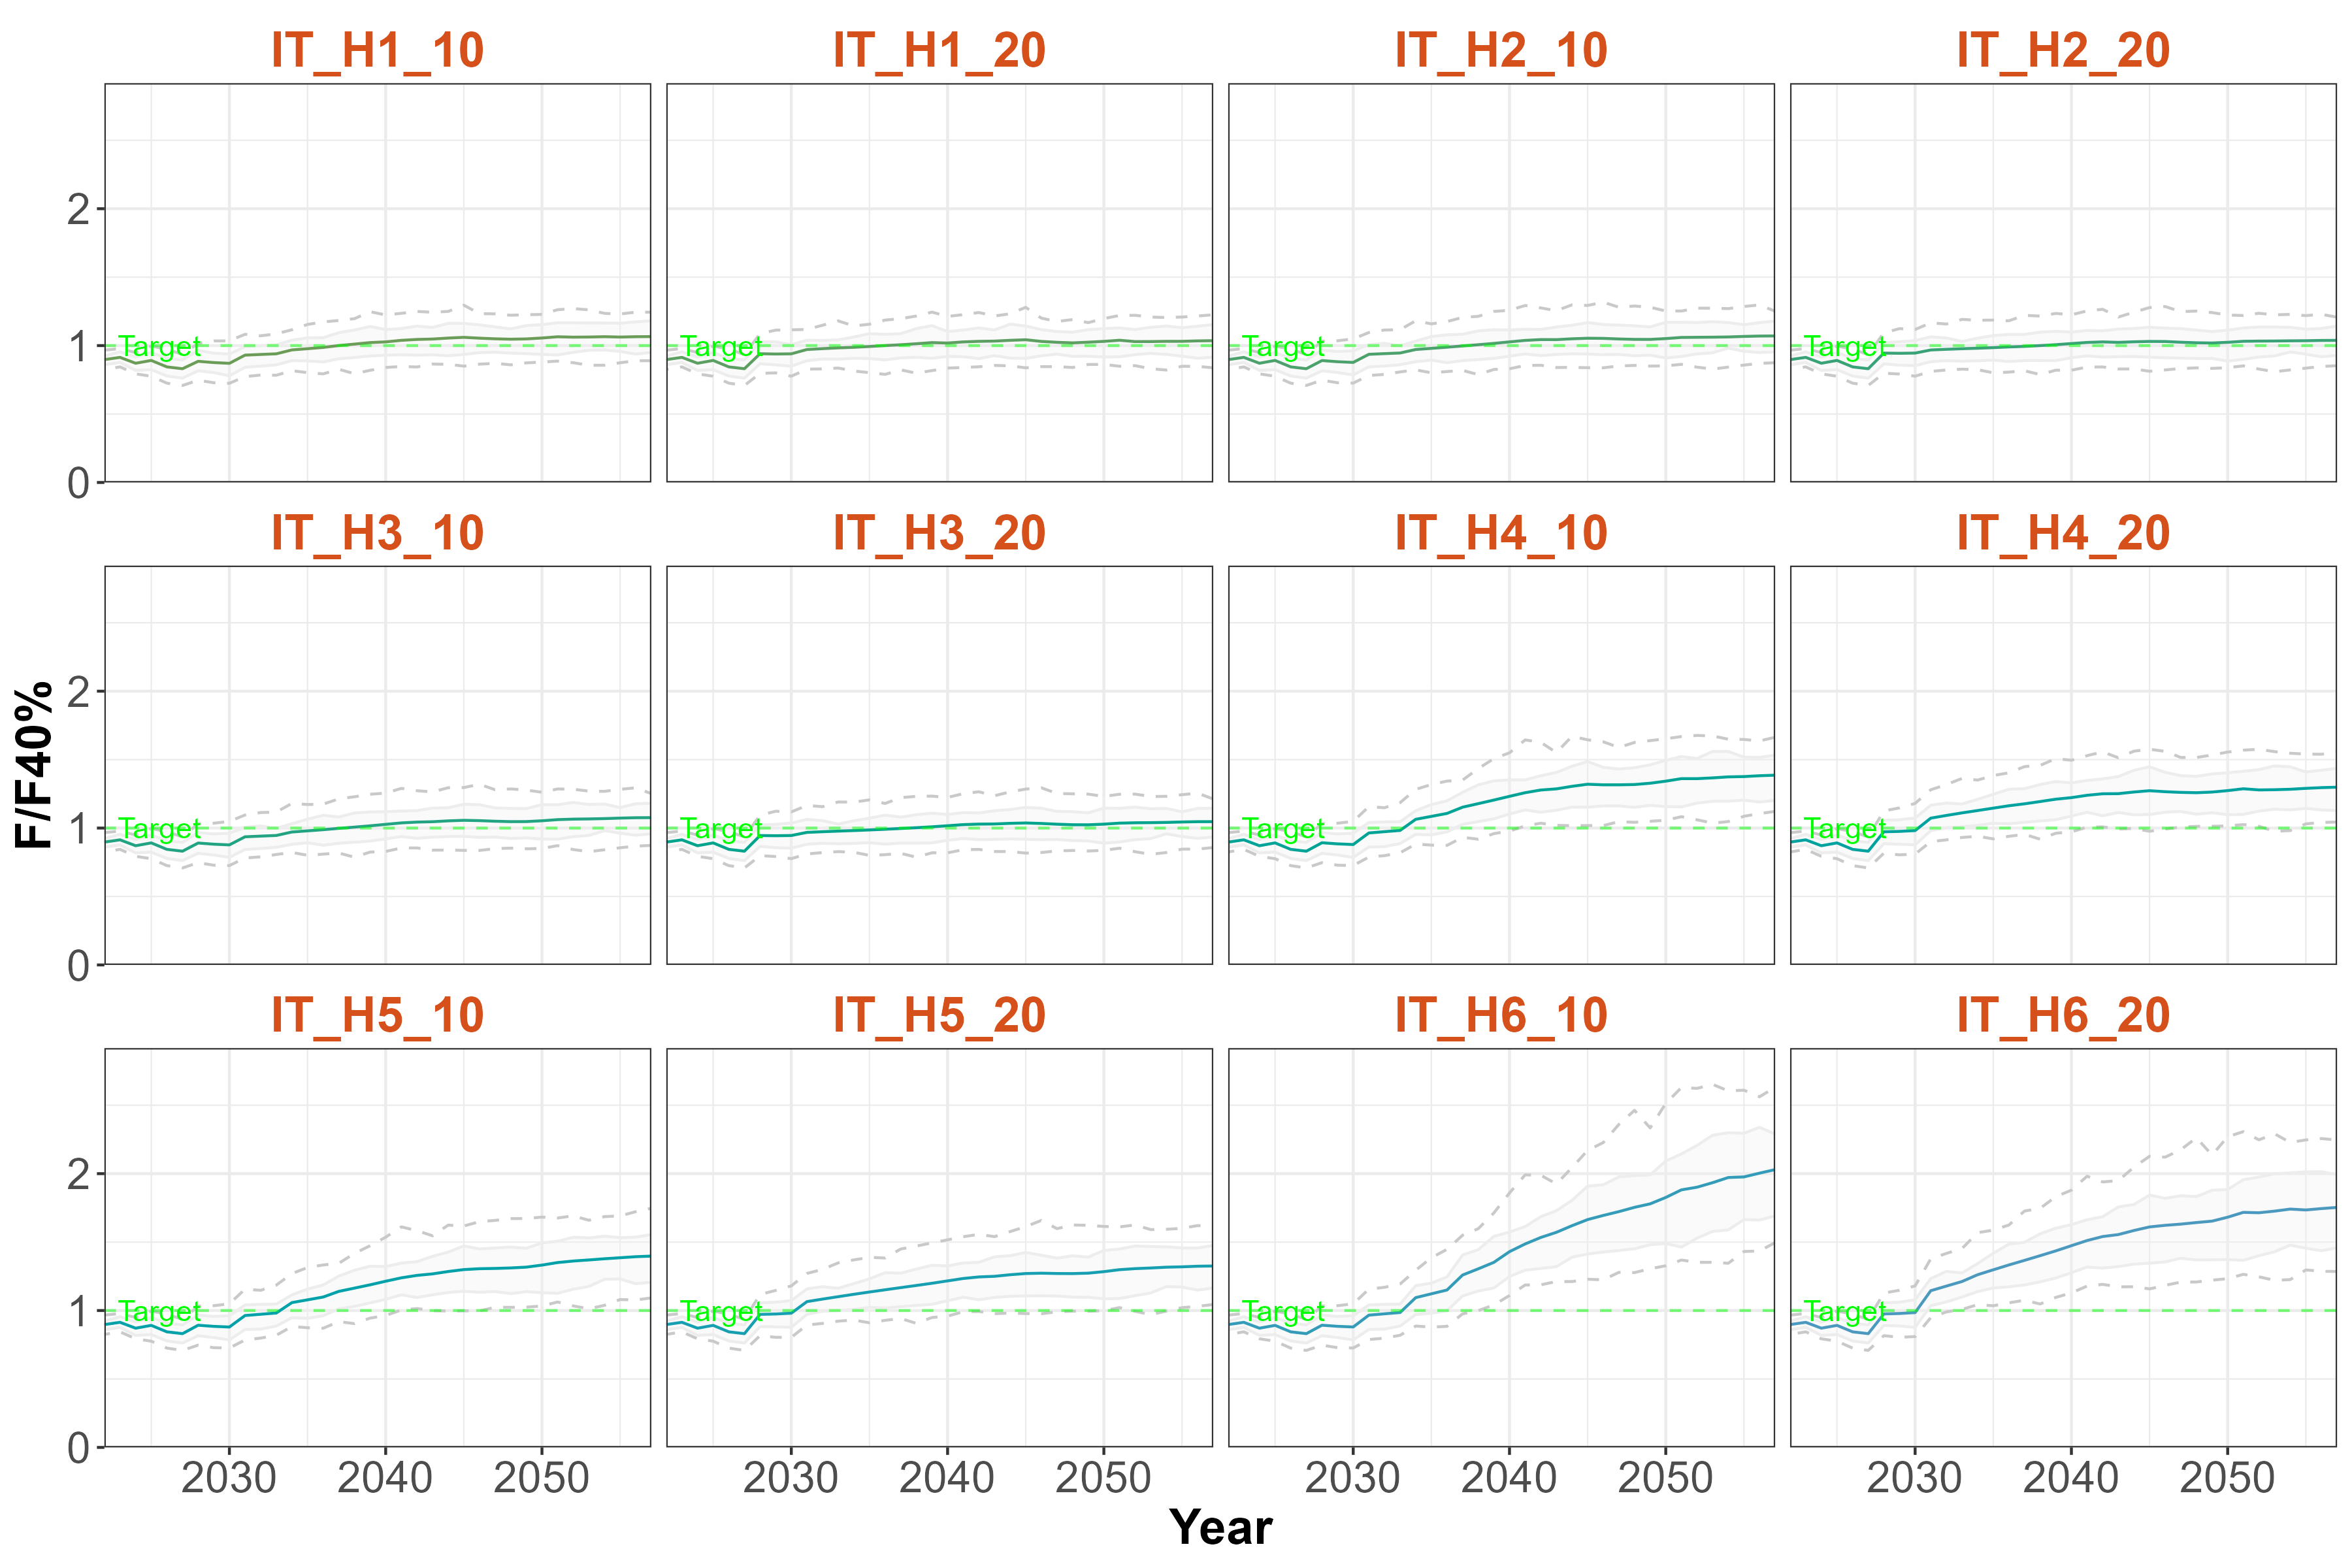 IT_H1_10 IT_H1_20 IT_H2_10 IT_H2_20
2
1
0
Target Target Target Target
IT_H3_10 IT_H3_20 IT_H4_10 IT_H4_20
2
1
0
Target Target Target Target
IT_H5_10 IT_H5_20 IT_H6_10 IT_H6_20
2
1
0
Target Target Target Target
2030 2040 2050 2030 2040 2050 2030 2040 2050 2030 2040 2050
F/F40%
Year